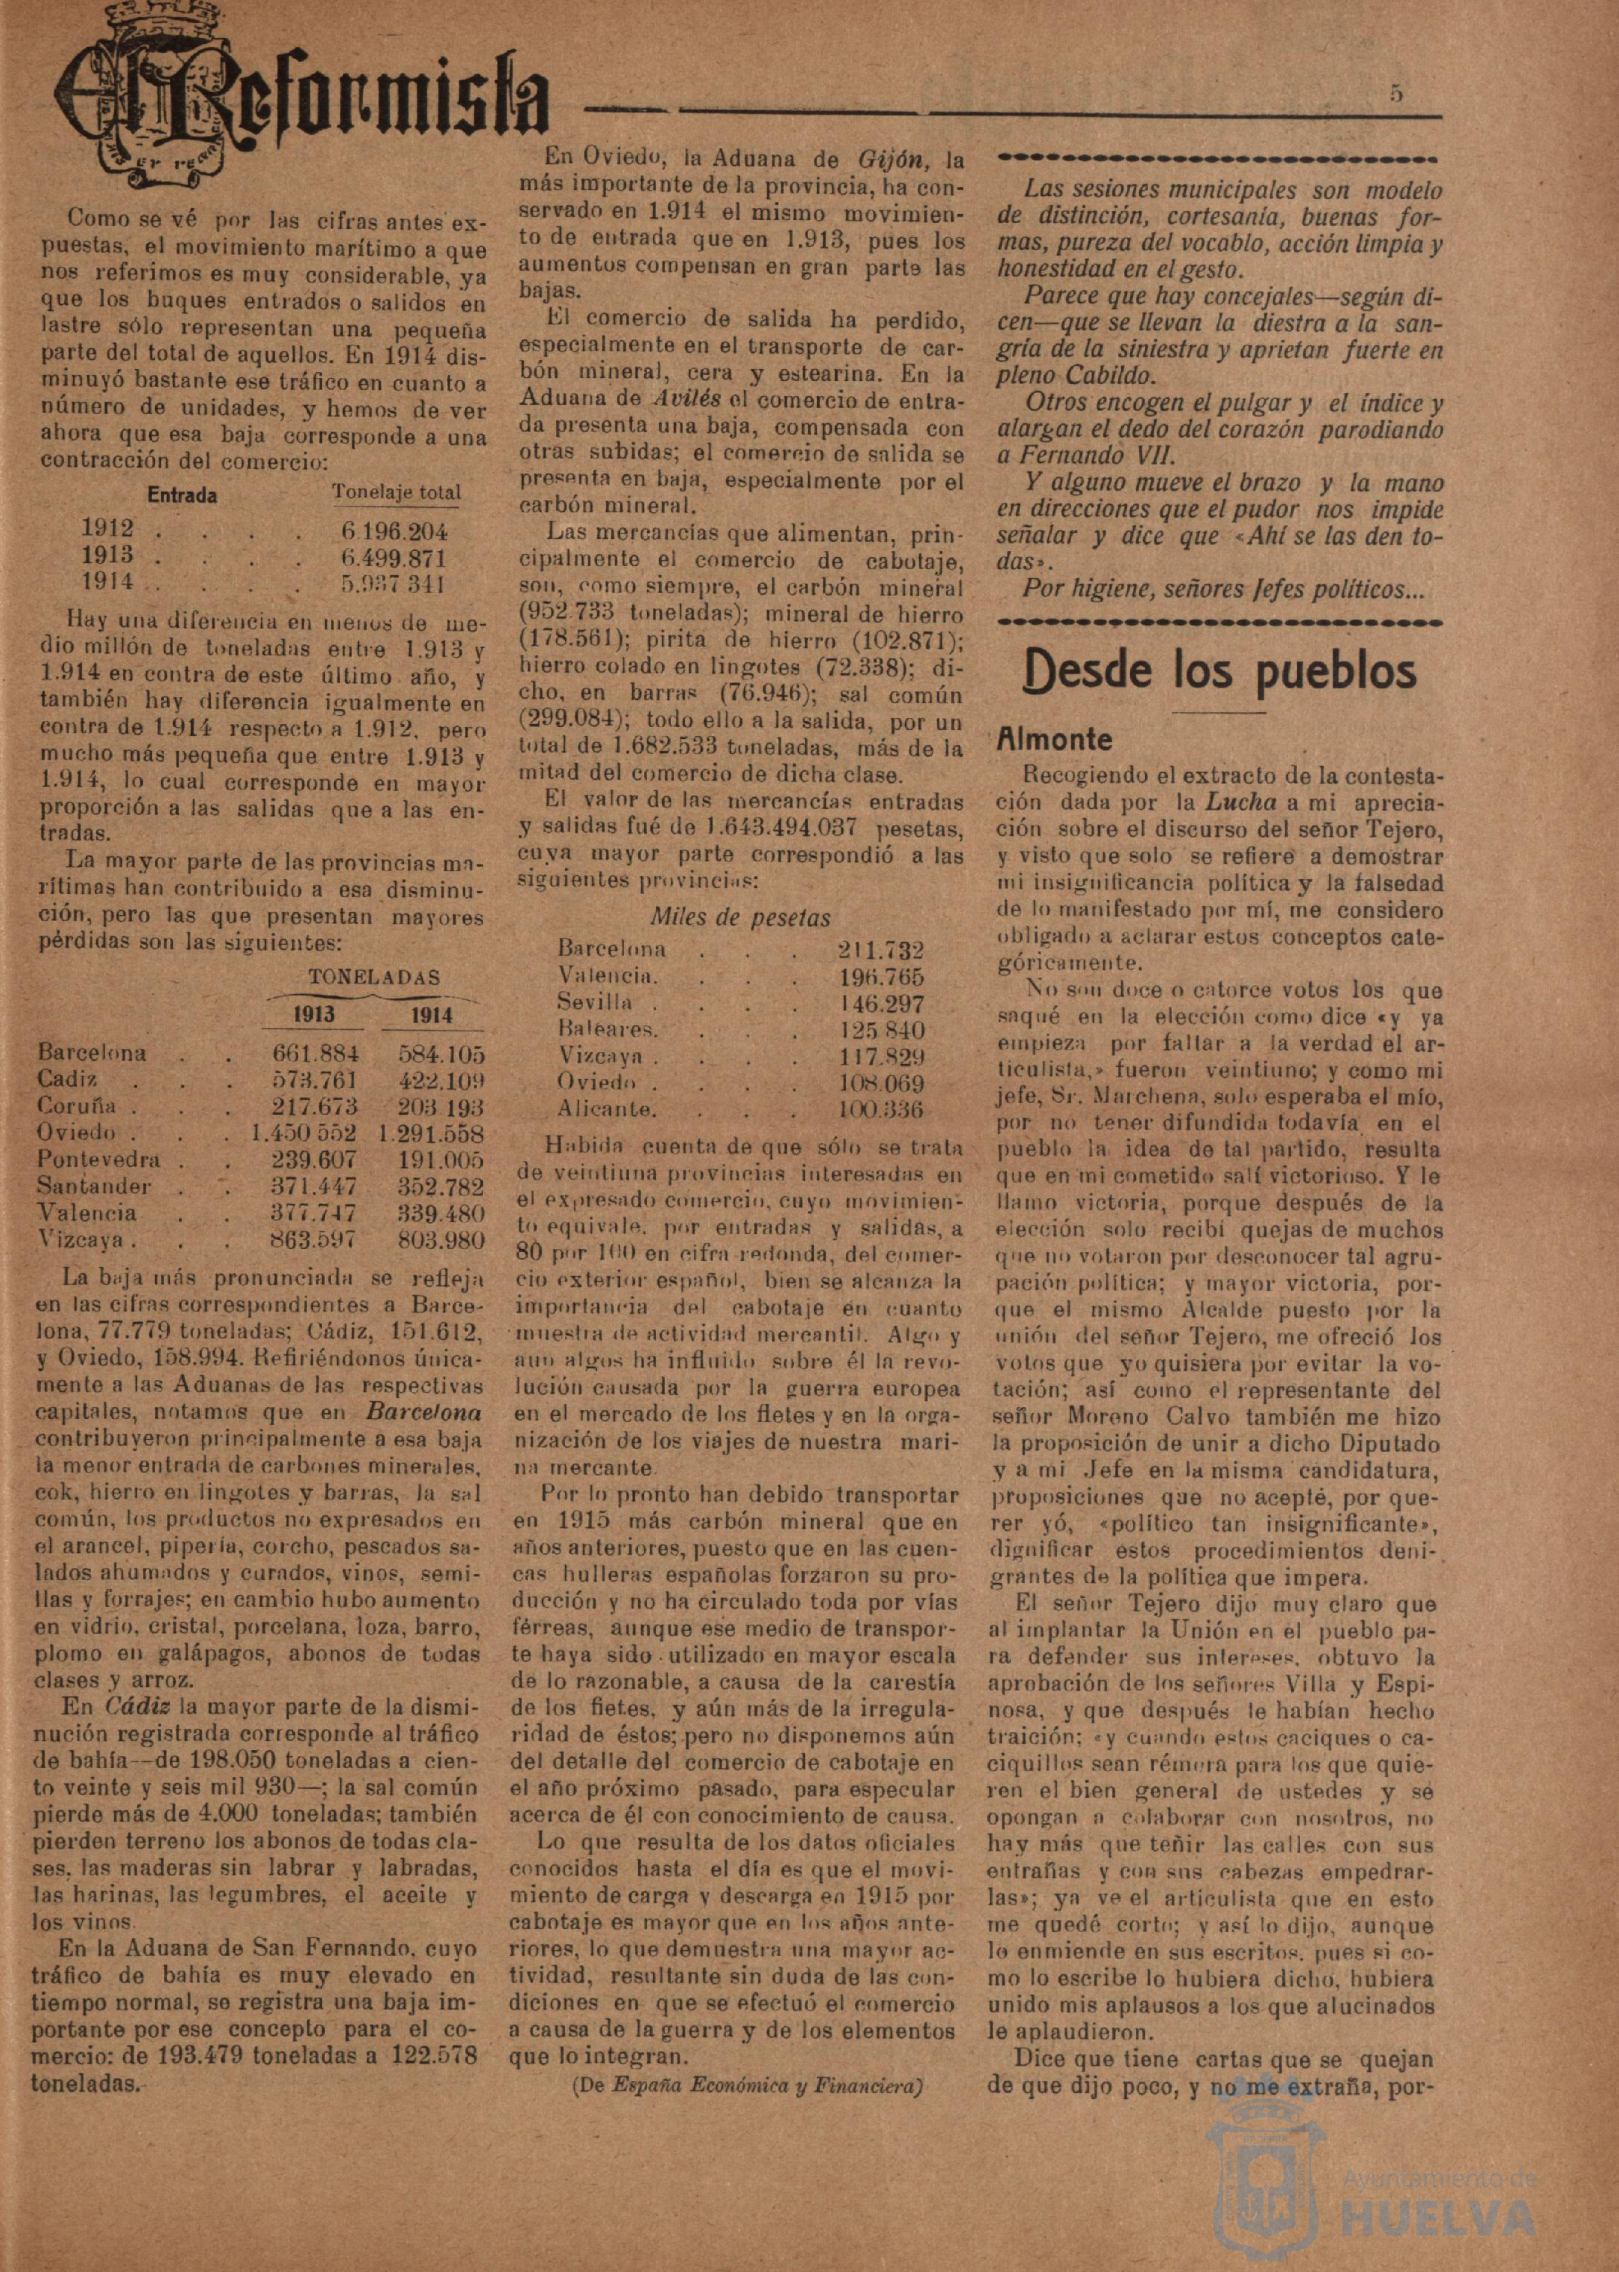 El Reformista
5
Como se vé por las cifras antes ex-
puestas, el movimiento marítimo a que
nos referimos es muy considerable, ya
que los buques entrados o salidos en
lastre sólo representan una pequeña
parte del total de aquellos. En 1914 dis-
minuyó bastante ese tráfico en cuanto a
número de unidades, y hemos de ver
ahora que esa baja corresponde a una
contracción del comercio:
Entrada Tonelaje total
1912 . . . . 6.196.204
1913 . . . . 6.499.871
1914 . . . . 5.937.341
Hay una diferencia en menos de me-
dio millón de toneladas entre 1.913 y
1.914 en contra de este último año, y
también hay diferencia igualmente en
contra de 1.914 respecto a 1.912, pero
mucho más pequeña que entre 1.913 y
1.914, lo cual corresponde en mayor
proporción a las salidas que a las en-
tradas.
La mayor parte de las provincias ma-
rítimas han contribuido a esa disminu-
ción, pero las que presentan mayores
pérdidas son las siguientes:
TONELADAS
1913 1914
Barcelona . . 661.884 584.105
Cadiz . . . 573.761 422.109
Coruña . . . 217.673 203.193
Oviedo . . . 1.450 552 1.291.558
Pontevedra . . 239.607 191.005
Santander . . 371.447 352.782
Valencia . . 377.747 339.480
Vizcaya . . . 863.597 803.980
La baja más pronunciada se refleja
en las cifras correspondientes a Barce-
lona, 77.779 toneladas; Cádiz, 151.612,
y Oviedo, 158.994. Refiriéndonos única-
mente a las Aduanas de las respectivas
capitales, notamos que en Barcelona
contribuyeron principalmente a esa baja
la menor entrada de carbones minerales,
cok, hierro en lingotes y barras, la sal
común, los productos no expresados en
el arancel, pipería, corcho, pescados sa-
lados ahumados y curados, vinos, semi-
llas y forrajes; en cambio hubo aumento
en vidrio, cristal, porcelana, loza, barro,
plomo en galápagos, abonos de todas
clases y arroz.
En Cádiz la mayor parte de la dismi-
nución registrada corresponde al tráfico
de bahía--de 198.050 toneladas a cien-
to veinte y seis mil 930—; la sal común
pierde más de 4.000 toneladas; también
pierden terreno los abonos de todas cla-
ses, las maderas sin labrar y labradas,
las harinas, las legumbres, el aceite y
los vinos.
En la Aduana de San Fernando, cuyo
tráfico de bahía es muy elevado en
tiempo normal, se registra una baja im-
portante por ese concepto para el co-
mercio: de 193.479 toneladas a 122.578
toneladas.
En Oviedo, la Aduana de Gijón, la
más importante de la provincia, ha con-
servado en 1.914 el mismo movimien-
to de entrada que en 1.913, pues los
aumentos compensan en gran parte las
bajas.
El comercio de salida ha perdido,
especialmente en el transporte de car-
bón mineral, cera y estearina. En la
Aduana de Avilés el comercio de entra-
da presenta una baja, compensada con
otras subidas; el comercio de salida se
presenta en baja, especialmente por el
carbón mineral.
Las mercancías que alimentan, prin-
cipalmente el comercio de cabotaje,
son, como siempre, el carbón mineral
(952.733 toneladas); mineral de hierro
(178.561); pirita de hierro (102.871);
hierro colado en lingotes (72.338); di-
cho, en barras (76.946); sal común
(299.084); todo ello a la salida, por un
total de 1.682.533 toneladas, más de la
mitad del comercio de dicha clase.
El valor de las mercancías entradas
y salidas fué de 1.643.494.037 pesetas,
cuya mayor parte correspondió a las
siguientes provincias:
Miles de pesetas
Barcelona . . . 211.732
Valencia. . . . 196.765
Sevilla . . . . 146.297
Baleares. . . . 125.840
Vizcaya . . . . 117.829
Oviedo . . . . 108.069
Alicante. . . . 100.336
Habida cuenta de que sólo se trata
de veintiuna provincias interesadas en
el expresado comercio, cuyo movimien-
to equivale, por entradas y salidas, a
80 por 100 en cifra redonda, del comer-
cio exterior español, bien se alcanza la
importancia del cabotaje en cuanto
muestra de actividad mercantil. Algo y
aun algos ha influido sobre él la revo-
lución causada por la guerra europea
en el mercado de los fletes y en la orga-
nización de los viajes de nuestra mari-
na mercante.
Por lo pronto han debido transportar
en 1915 más carbón mineral que en
años anteriores, puesto que en las cuen-
cas hulleras españolas forzaron su pro-
ducción y no ha circulado toda por vías
férreas, aunque ese medio de transpor-
te haya sido utilizado en mayor escala
de lo razonable, a causa de la carestía
de los fletes, y aún más de la irregula-
ridad de éstos; pero no disponemos aún
del detalle del comercio de cabotaje en
el año próximo pasado, para especular
acerca de él con conocimiento de causa.
Lo que resulta de los datos oficiales
conocidos hasta el día es que el movi-
miento de carga y descarga en 1915 por
cabotaje es mayor que en los años ante-
riores, lo que demuestra una mayor ac-
tividad, resultante sin duda de las con-
diciones en que se efectuó el comercio
a causa de la guerra y de los elementos
que lo integran.
(De España Económica y Financiera)
Las sesiones municipales son modelo
de distinción, cortesanía, buenas for-
mas, pureza del vocablo, acción limpia y
honestidad en el gesto.
Parece que hay concejales—según di-
cen—que se llevan la diestra a la san-
gría de la siniestra y aprietan fuerte en
pleno Cabildo.
Otros encogen el pulgar y el índice y
alargan el dedo del corazón parodiando
a Fernando VII.
Y alguno mueve el brazo y la mano
en direcciones que el pudor nos impide
señalar y dice que «Ahí se las den to-
das».
Por higiene, señores Jefes políticos...
Desde los pueblos
Almonte
Recogiendo el extracto de la contesta-
ción dada por la Lucha a mi aprecia-
ción sobre el discurso del señor Tejero,
y visto que solo se refiere a demostrar
mi insignificancia política y la falsedad
de lo manifestado por mí, me considero
obligado a aclarar estos conceptos cate-
góricamente.
No son doce o catorce votos los que
saqué en la elección como dice «y ya
empieza por faltar a la verdad el ar-
ticulista,» fueron veintiuno; y como mi
jefe, Sr. Marchena, solo esperaba el mío,
por no tener difundida todavía en el
pueblo la idea de tal partido, resulta
que en mi cometido salí victorioso. Y le
llamo victoria, porque después de la
elección solo recibí quejas de muchos
que no votaron por desconocer tal agru-
pación política; y mayor victoria, por-
que el mismo Alcalde puesto por la
unión del señor Tejero, me ofreció los
votos que yo quisiera por evitar la vo-
tación; así como el representante del
señor Moreno Calvo también me hizo
la proposición de unir a dicho Diputado
y a mi Jefe en la misma candidatura,
proposiciones que no acepté, por que-
rer yó, «político tan insignificante»,
dignificar estos procedimientos deni-
grantes de la política que impera.
El señor Tejero dijo muy claro que
al implantar la Unión en el pueblo pa-
ra defender sus intereses, obtuvo la
aprobación de los señores Villa y Espi-
nosa, y que después le habían hecho
traición; «y cuando estos caciques o ca-
ciquillos sean rémora para los que quie-
ren el bien general de ustedes y se
opongan a colaborar con nosotros, no
hay más que teñir las calles con sus
entrañas y con sus cabezas empedrar-
las»; ya ve el articulista que en esto
me quedé corto; y así lo dijo, aunque
lo enmiende en sus escritos, pues si co-
mo lo escribe lo hubiera dicho, hubiera
unido mis aplausos a los que alucinados
le aplaudieron.
Dice que tiene cartas que se quejan
de que dijo poco, y no me extraña, por-
Ayuntamiento de
HUELVA